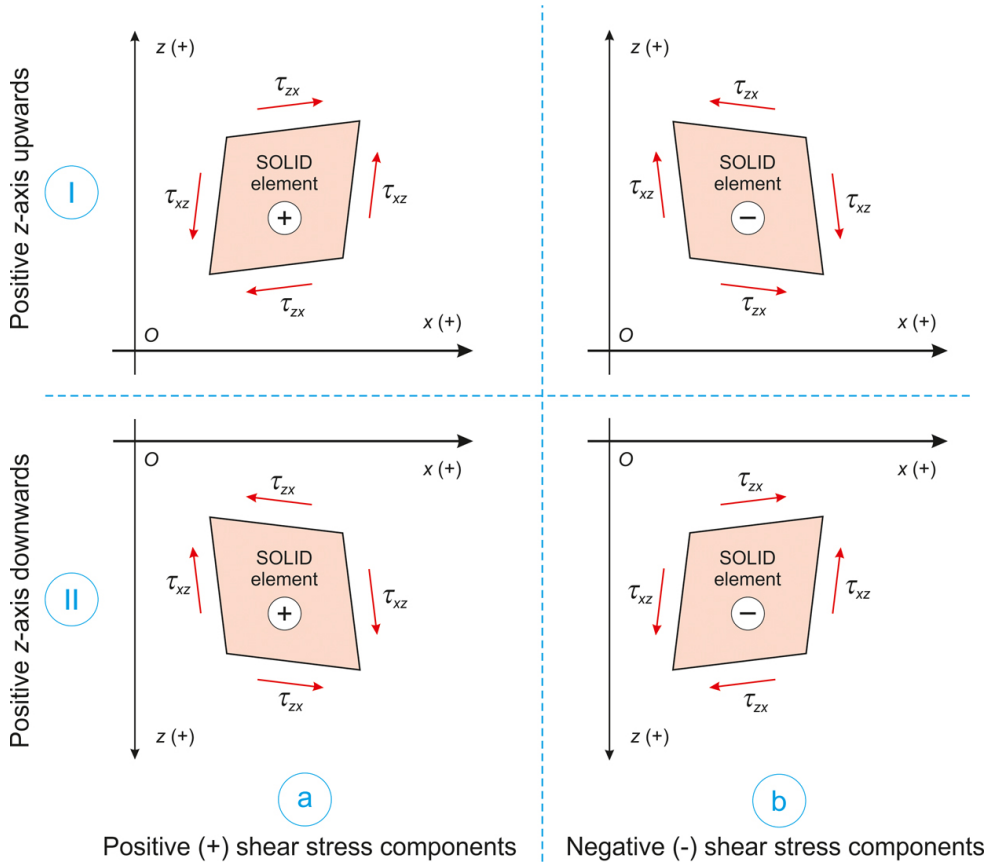 Positive z-axis upwards
I
z (+)
τzx
SOLID
element
+
τxz
τxz
τzx
O
x (+)
z (+)
τzx
SOLID
element
−
τxz
τxz
τzx
O
x (+)
Positive z-axis downwards
II
O
x (+)
τzx
SOLID
element
+
τxz
τxz
τzx
z (+)
O
x (+)
τzx
SOLID
element
−
τxz
τxz
τzx
z (+)
a
Positive (+) shear stress components
b
Negative (-) shear stress components